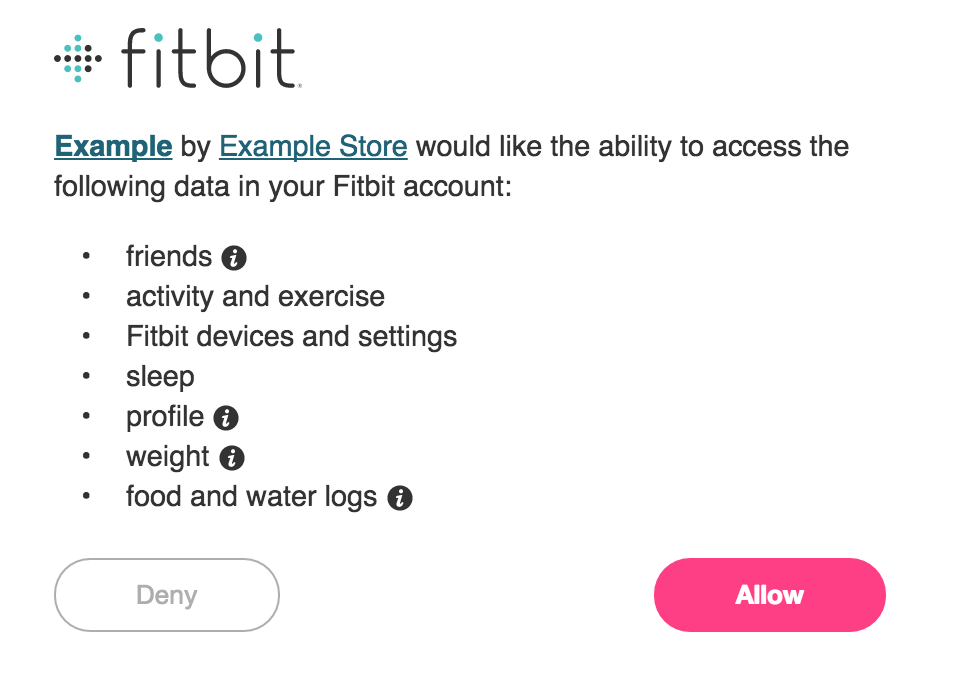 fitbit
Example by Example Store would like the ability to access the
following data in your Fitbit account:
• friends i
• activity and exercise
• Fitbit devices and settings
• sleep
• profile i
• weight i
• food and water logs i
Deny
Allow